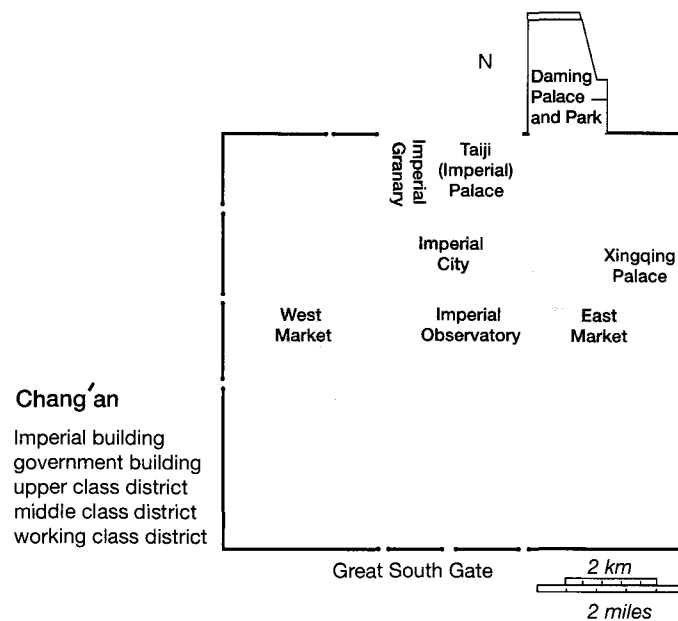 N
Daming
Palace
and Park
Imperial
Granary
Taiji
(Imperial)
Palace
Imperial
City
Xingqing
Palace
West
Market
Imperial
Observatory
East
Market
Chang'an
Imperial building
government building
upper class district
middle class district
working class district
Great South Gate
2 km
2 miles